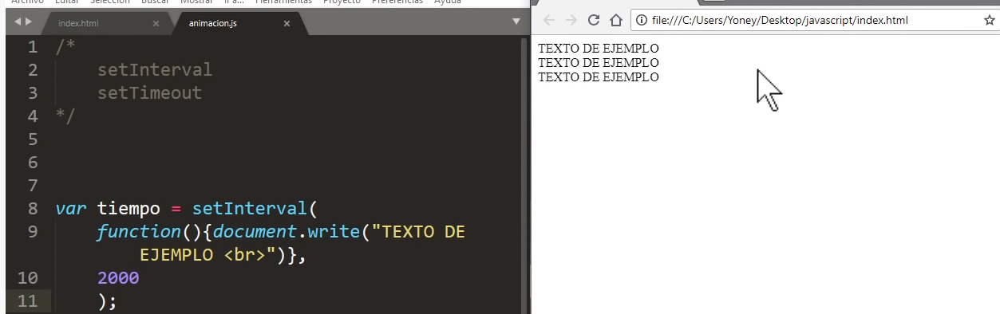 Archivo Editar Selección Buscar Mostrar Ir a... Herramientas Proyecto Preferencias Ayuda
index.html × animacion.js ×
file:///C:/Users/Yoney/Desktop/javascript/index.html
1 /*
2 setInterval
3 setTimeout
4 */
5
6
7
8 var tiempo = setInterval(
9 function(){document.write("TEXTO DE
EJEMPLO <br>")},
10 2000
11 );
TEXTO DE EJEMPLO
TEXTO DE EJEMPLO
TEXTO DE EJEMPLO